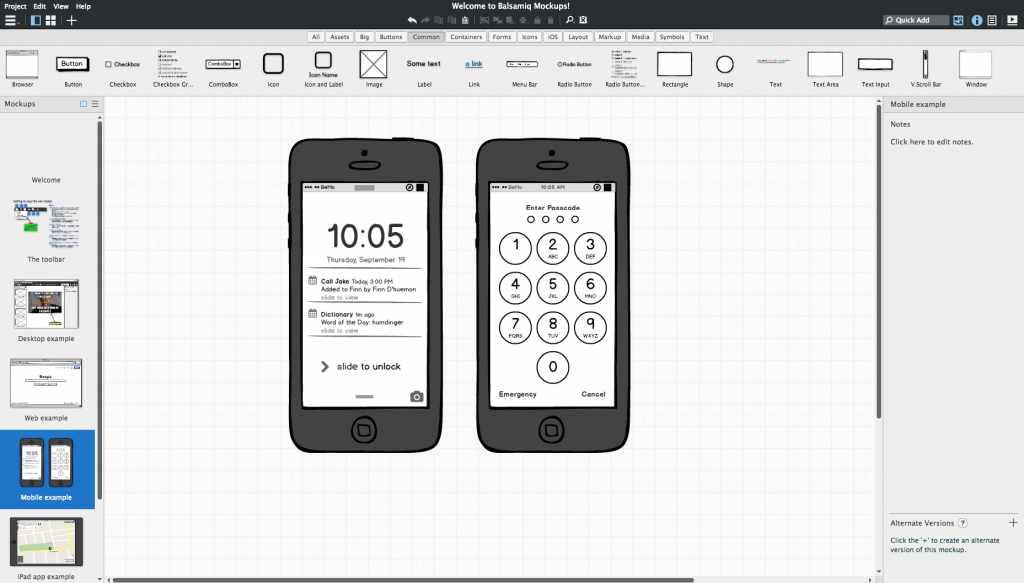 Project Edit View Help
Welcome to Balsamiq Mockups!
Quick Add
All Assets Big Buttons Common Containers Forms Icons iOS Layout Markup Media Symbols Text
Button
Checkbox
ComboBox
Icon Name
Some text
a link
Radio Button
Browser Button Checkbox Checkbox Gr... ComboBox Icon Icon and Label Image Label Link Menu Bar Radio Button Radio Button... Rectangle Shape Text Text Area Text Input V.Scroll Bar Window
Mockups
Welcome
The toolbar
Desktop example
Web example
Mobile example
iPad app example
BeMo
10:05
Thursday, September 19
Call Jake Today, 3:00 PM
Added to Finn by Finn D'huemon
slide to view
Dictionary 1m ago
Word of the Day: humdinger
slide to view
slide to unlock
BeMo 10:05 AM
Enter Passcode
1 2 3
ABC DEF
4 5 6
GHI JKL MNO
7 8 9
PQRS TUV WXYZ
0
Emergency Cancel
Mobile example
Notes
Click here to edit notes.
Alternate Versions ?
Click the '+' to create an alternate
version of this mockup.